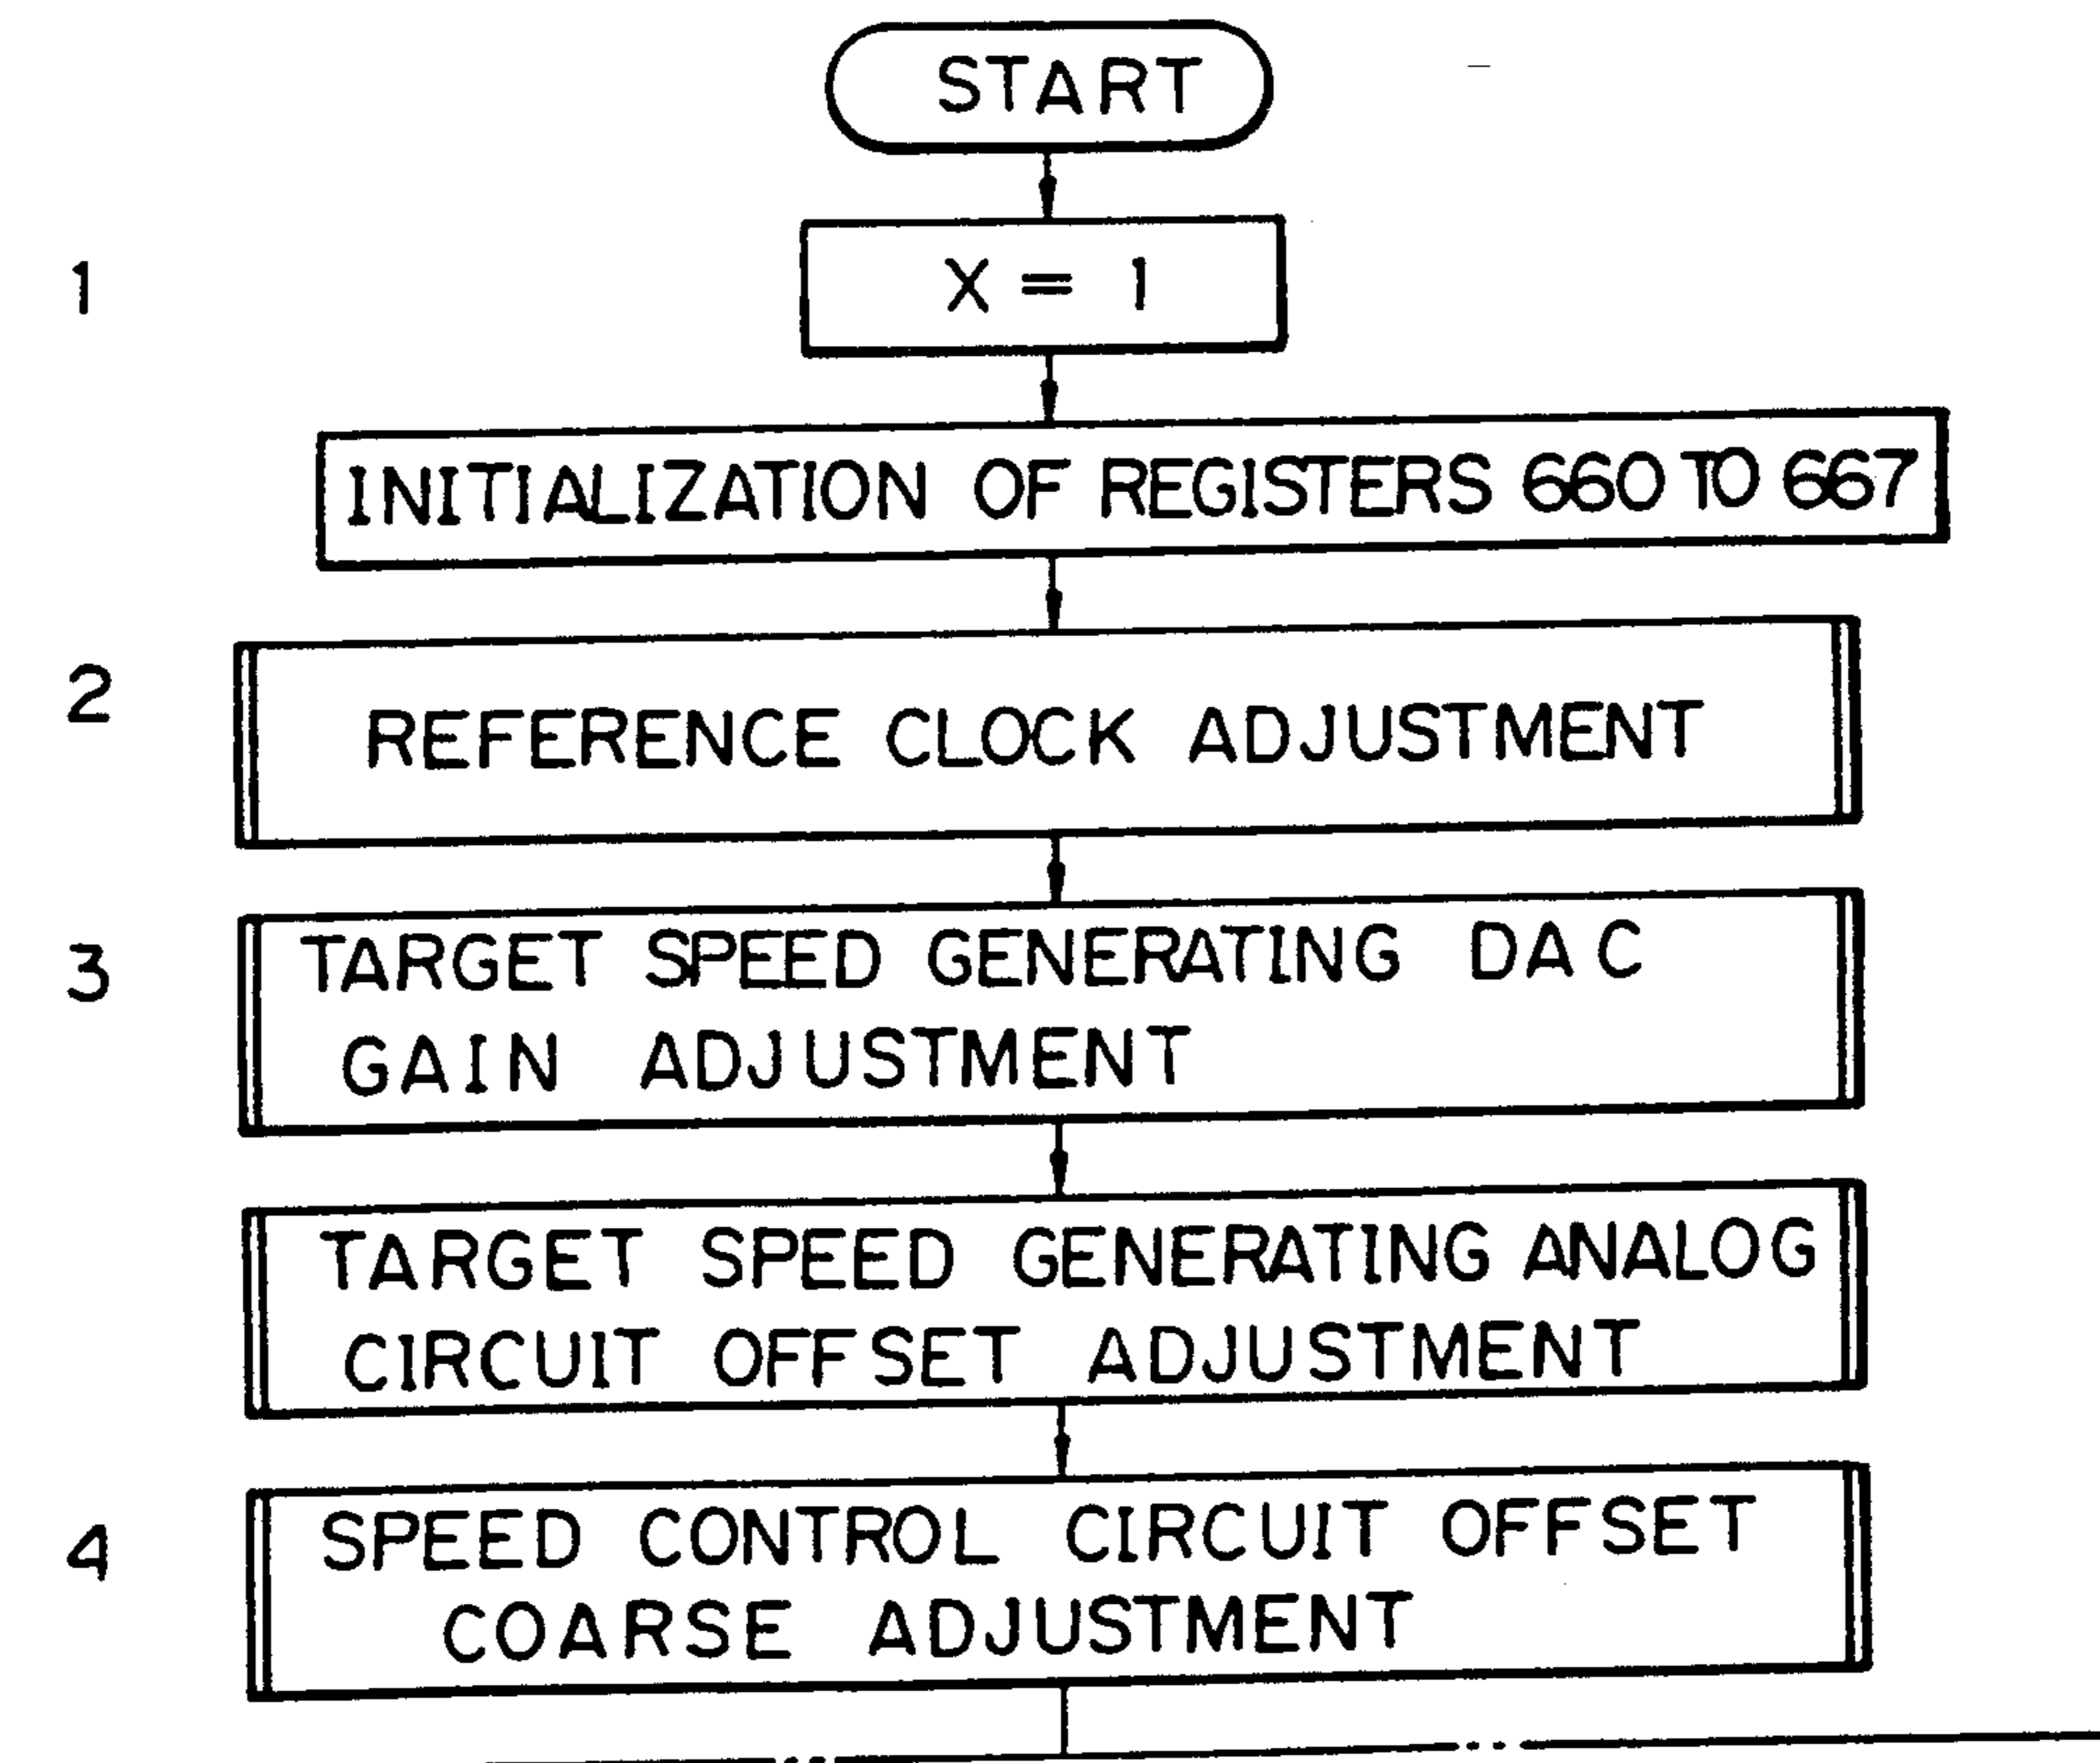 START
1
X = 1
INITIALIZATION OF REGISTERS 660 TO 667
2
REFERENCE CLOCK ADJUSTMENT
3
TARGET SPEED GENERATING DAC
GAIN ADJUSTMENT
TARGET SPEED GENERATING ANALOG
CIRCUIT OFFSET ADJUSTMENT
4
SPEED CONTROL CIRCUIT OFFSET
COARSE ADJUSTMENT